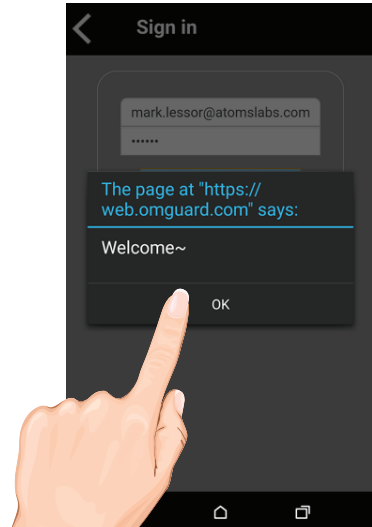 Sign in
mark.lessor@atomslabs.com
••••••
The page at "https://
web.omguard.com" says:
Welcome~
OK